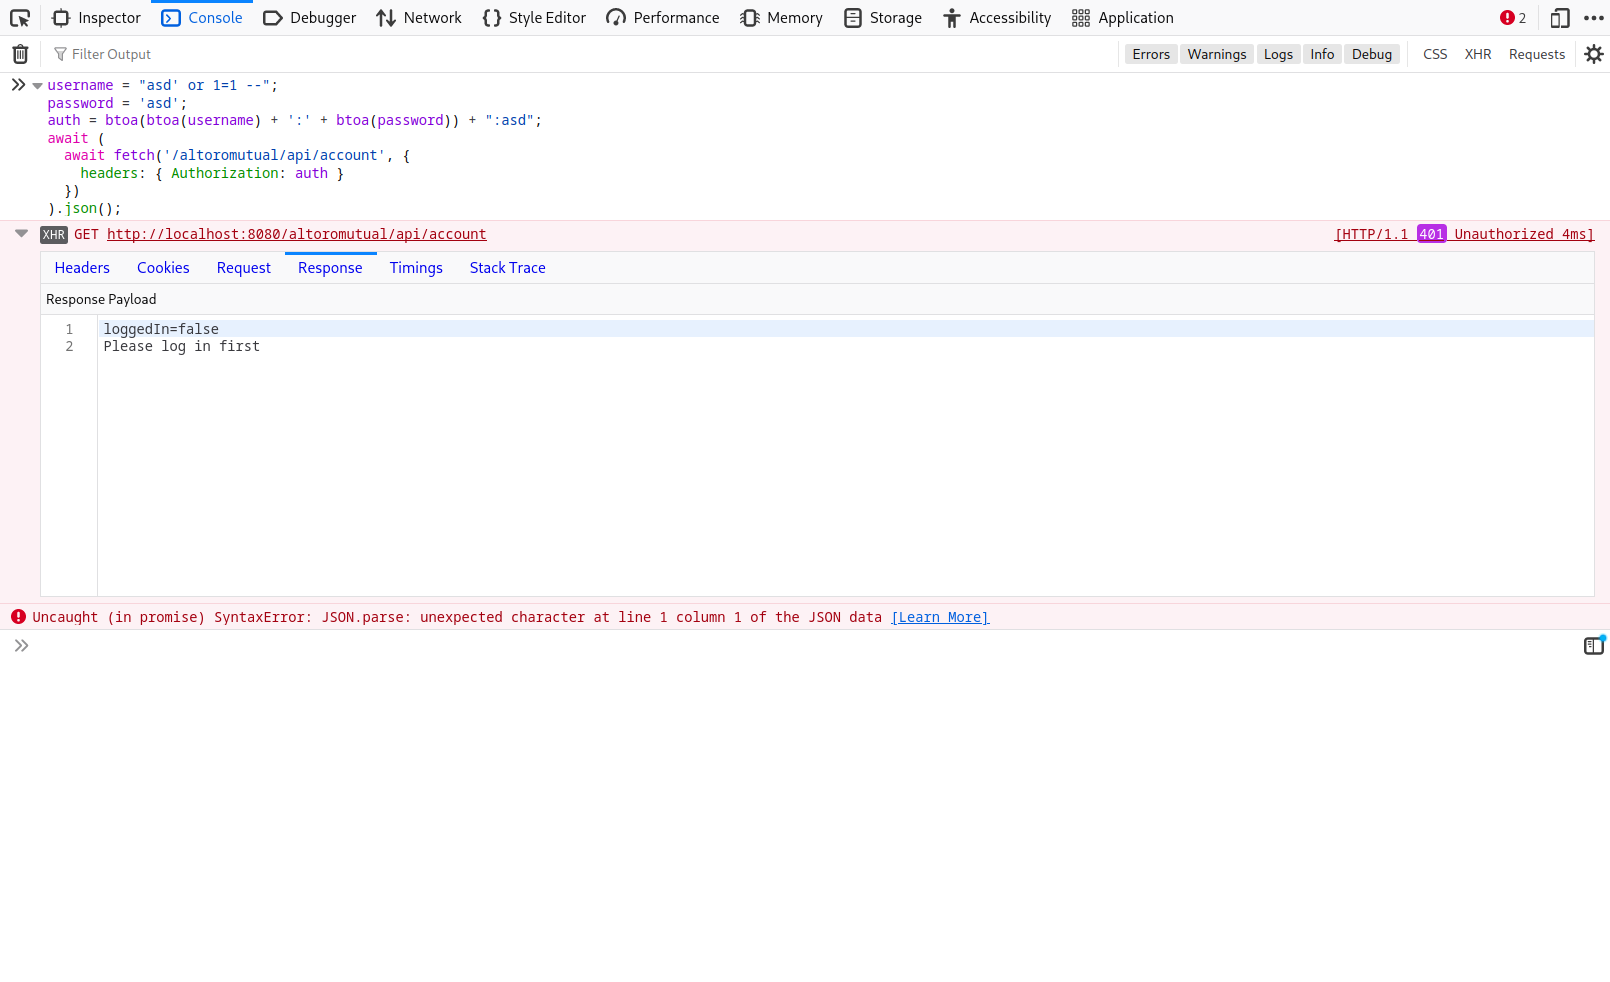 Inspector Console Debugger Network Style Editor Performance Memory Storage Accessibility Application 2
Filter Output Errors Warnings Logs Info Debug CSS XHR Requests
username = "asd' or 1=1 --";
password = 'asd';
auth = btoa(btoa(username) + ':' + btoa(password)) + ":asd";
await (
await fetch('/altoromutual/api/account', {
headers: { Authorization: auth }
})
).json();
XHR GET http://localhost:8080/altoromutual/api/account [HTTP/1.1 401 Unauthorized 4ms]
Headers Cookies Request Response Timings Stack Trace
Response Payload
1 loggedIn=false
2 Please log in first
Uncaught (in promise) SyntaxError: JSON.parse: unexpected character at line 1 column 1 of the JSON data [Learn More]